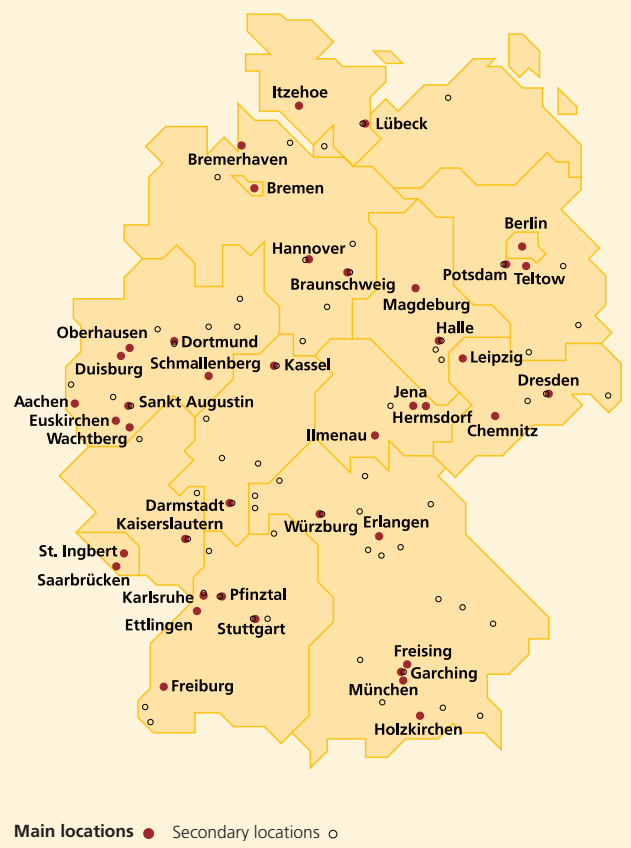 Itzehoe
Lübeck
Bremerhaven
Bremen
Berlin
Hannover
Potsdam
Teltow
Braunschweig
Magdeburg
Oberhausen
Dortmund
Halle
Duisburg
Schmallenberg
Kassel
Leipzig
Dresden
Aachen
Sankt Augustin
Jena
Euskirchen
Hermsdorf
Wachtberg
Ilmenau
Chemnitz
Darmstadt
Kaiserslautern
Würzburg
Erlangen
St. Ingbert
Saarbrücken
Karlsruhe
Pfinztal
Ettlingen
Stuttgart
Freising
Garching
Freiburg
München
Holzkirchen
Main locations Secondary locations